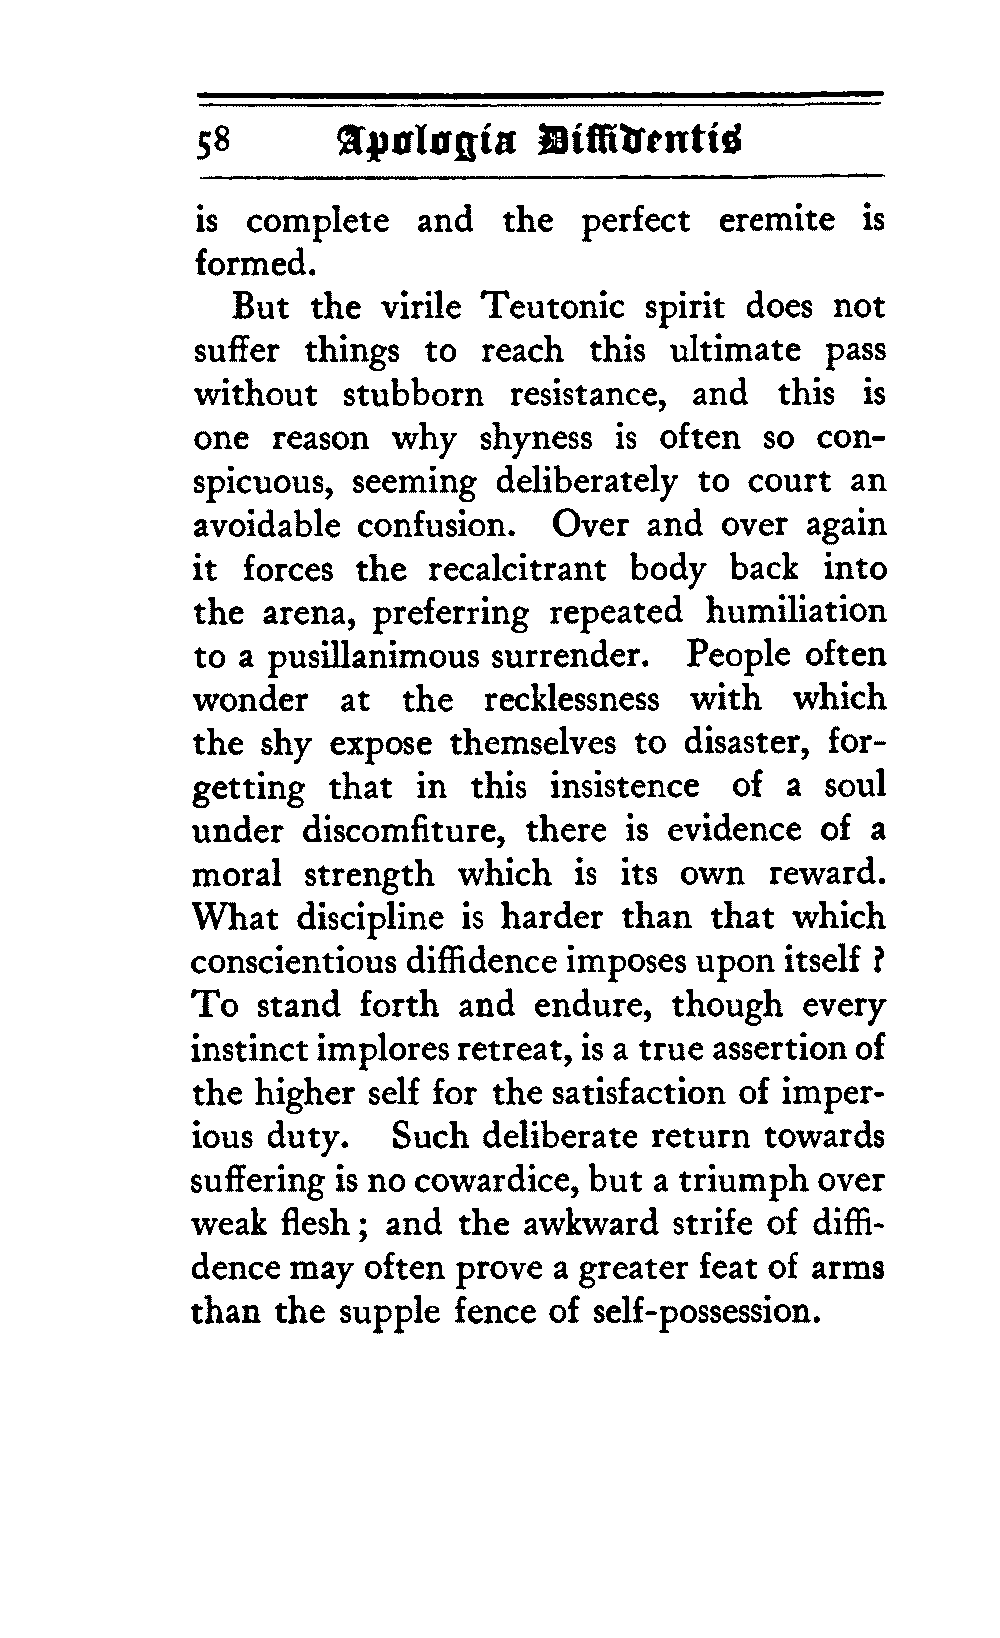 58 Apologia Diffidentis
is complete and the perfect eremite is
formed.
But the virile Teutonic spirit does not
suffer things to reach this ultimate pass
without stubborn resistance, and this is
one reason why shyness is often so con-
spicuous, seeming deliberately to court an
avoidable confusion. Over and over again
it forces the recalcitrant body back into
the arena, preferring repeated humiliation
to a pusillanimous surrender. People often
wonder at the recklessness with which
the shy expose themselves to disaster, for-
getting that in this insistence of a soul
under discomfiture, there is evidence of a
moral strength which is its own reward.
What discipline is harder than that which
conscientious diffidence imposes upon itself ?
To stand forth and endure, though every
instinct implores retreat, is a true assertion of
the higher self for the satisfaction of imper-
ious duty. Such deliberate return towards
suffering is no cowardice, but a triumph over
weak flesh ; and the awkward strife of diffi-
dence may often prove a greater feat of arms
than the supple fence of self-possession.